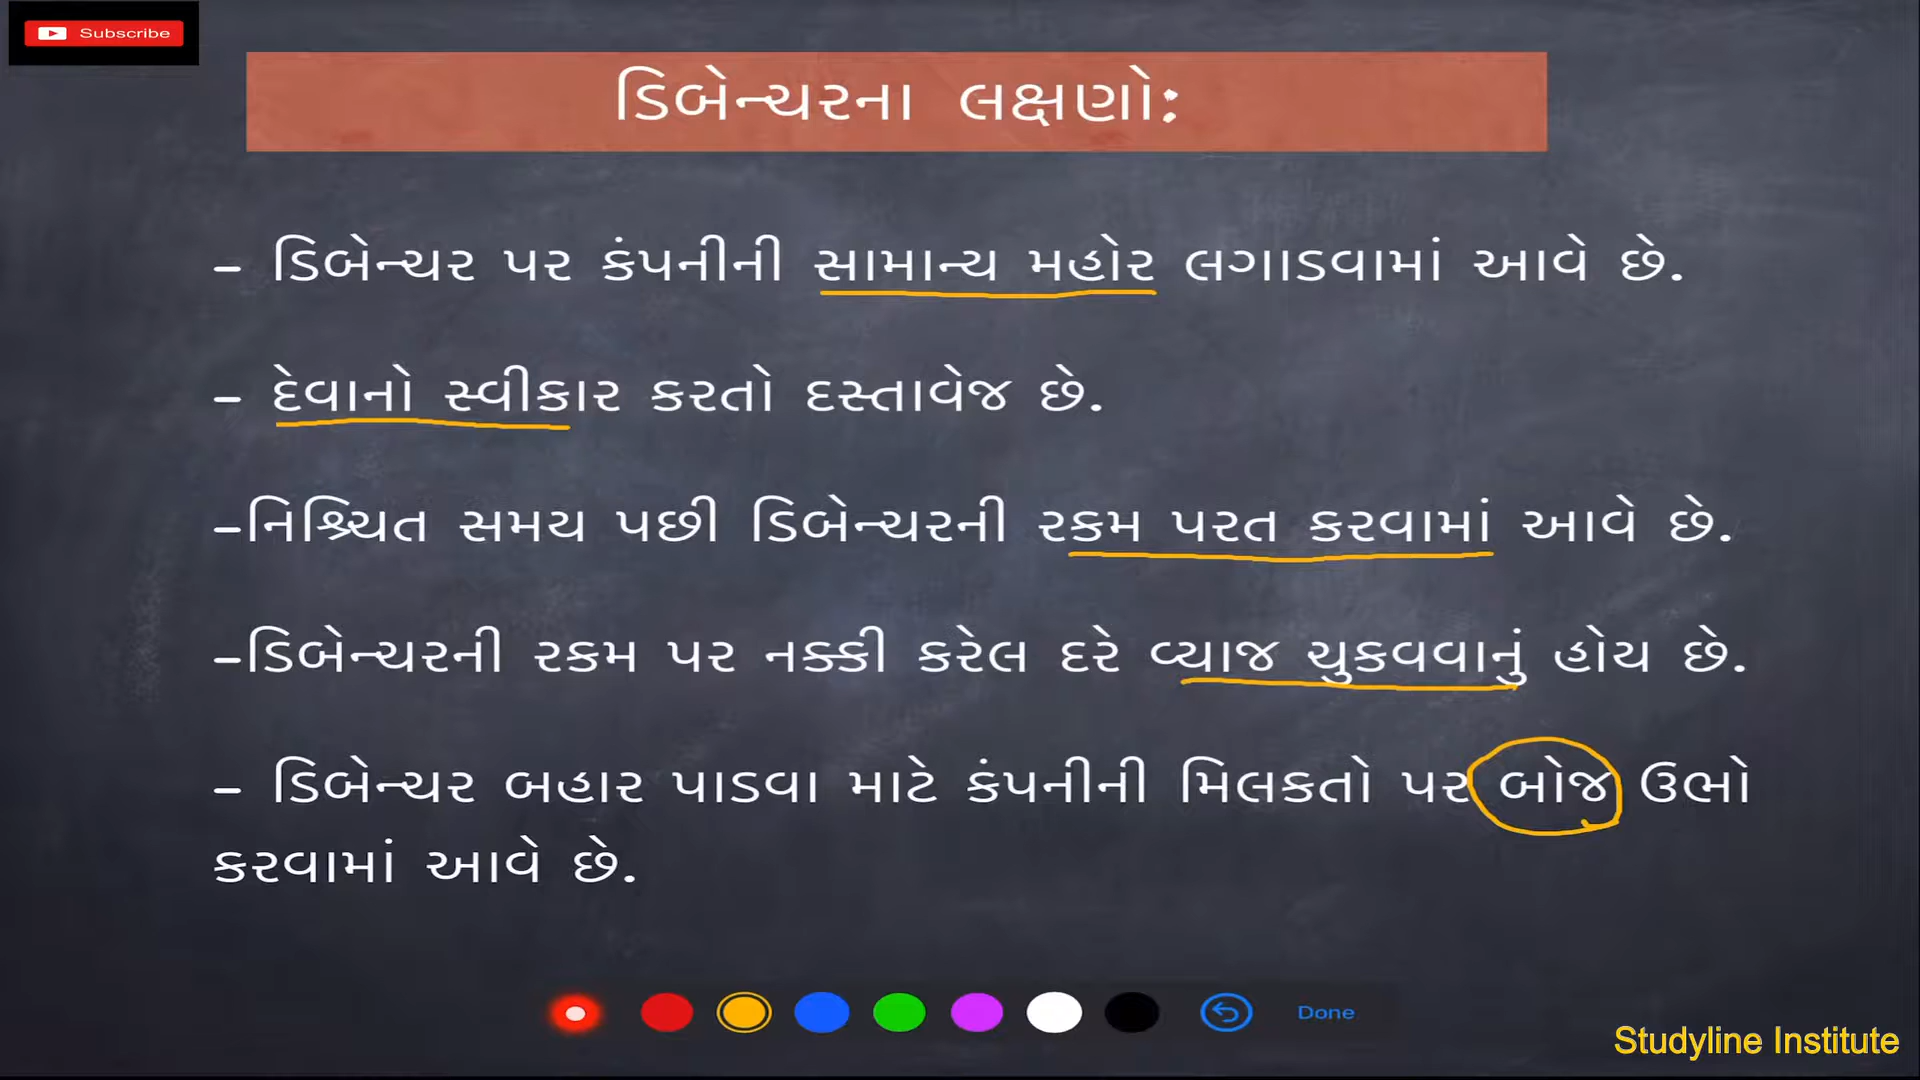 Subscribe
ડિબેન્ચરના લક્ષણો:
- ડિબેન્ચર પર કંપનીની સામાન્ય મહોર લગાડવામાં આવે છે.
- દેવાનો સ્વીકાર કરતો દસ્તાવેજ છે.
-નિશ્ચિત સમય પછી ડિબેન્ચરની રકમ પરત કરવામાં આવે છે.
-ડિબેન્ચરની રકમ પર નક્કી કરેલ દરે વ્યાજ ચુકવવાનું હોય છે.
- ડિબેન્ચર બહાર પાડવા માટે કંપનીની મિલકતો પર બોજ ઉભો
કરવામાં આવે છે.
Done
Studyline Institute